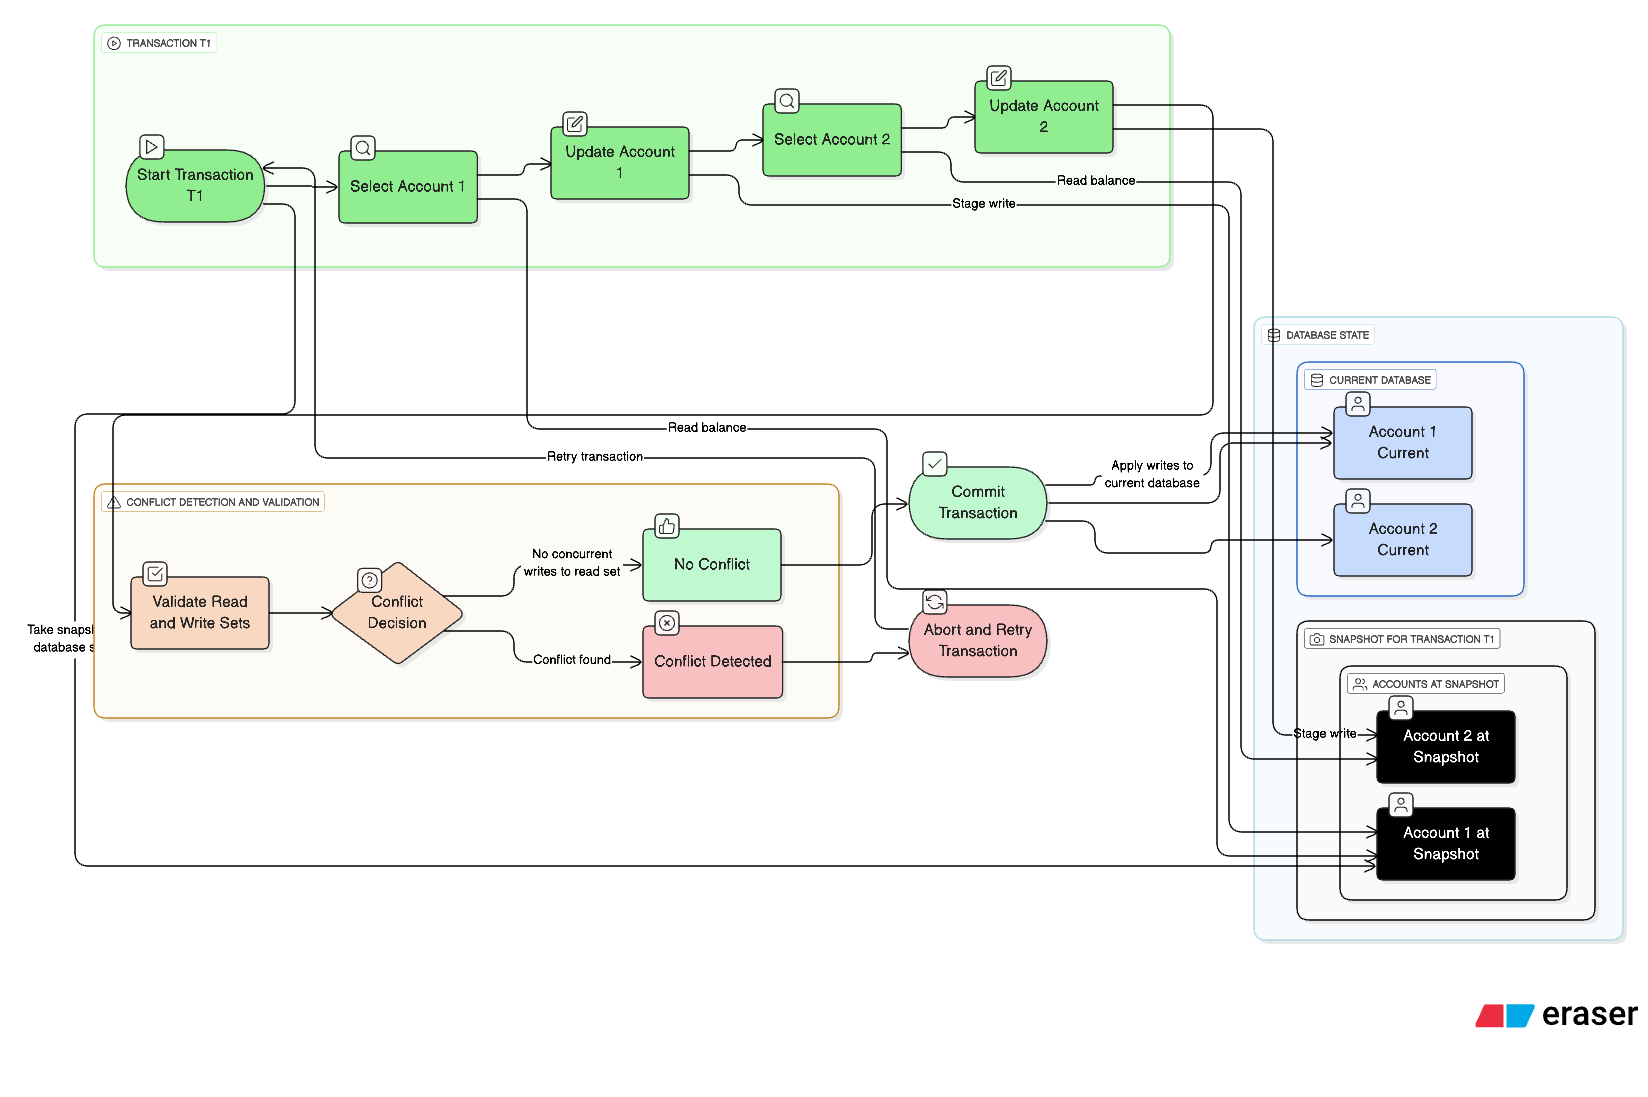 TRANSACTION T1
Start Transaction
T1
Select Account 1
Update Account
1
Select Account 2
Update Account
2
Read balance
Stage write
DATABASE STATE
CURRENT DATABASE
Account 1
Current
Account 2
Current
Read balance
Retry transaction
Apply writes to
current database
Commit
Transaction
CONFLICT DETECTION AND VALIDATION
Validate Read
and Write Sets
Conflict
Decision
No concurrent
writes to read set
No Conflict
Conflict found
Conflict Detected
Abort and Retry
Transaction
Take
database
SNAPSHOT FOR TRANSACTION T1
ACCOUNTS AT SNAPSHOT
Stage write
Account 2 at
Snapshot
Account 1 at
Snapshot
eraser